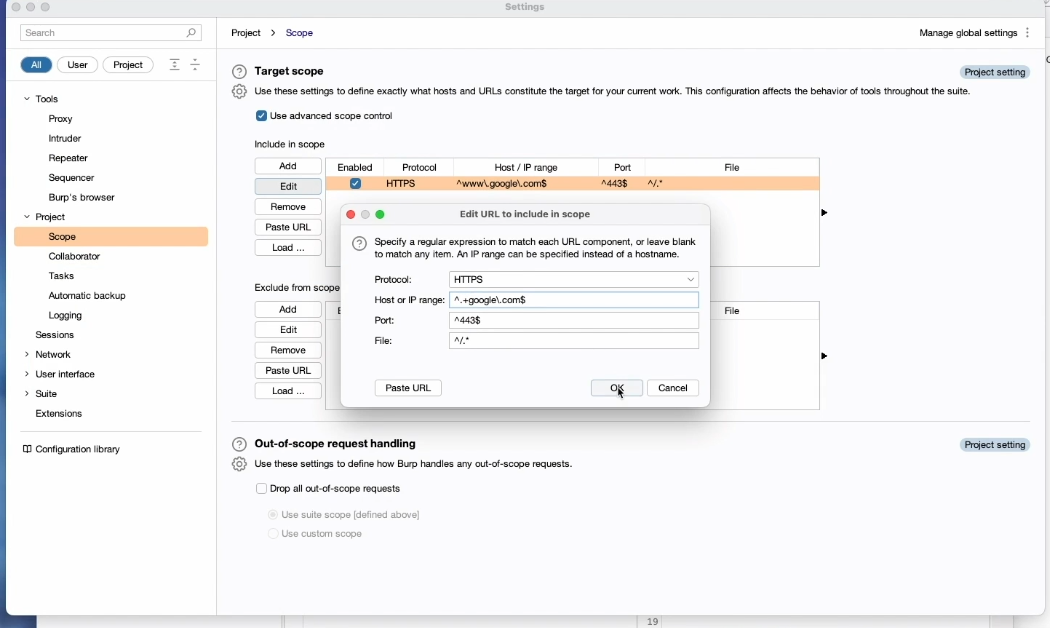 Settings
Search
Project > Scope
Manage global settings
All User Project
Target scope
Project setting
Use these settings to define exactly what hosts and URLs constitute the target for your current work. This configuration affects the behavior of tools throughout the suite.
Use advanced scope control
Include in scope
Add
Edit
Remove
Paste URL
Load ...
Enabled Protocol Host / IP range Port File
HTTPS ^www\.google\.com$ ^443$ ^/.*
Exclude from scope
Add
Edit
Remove
Paste URL
Load ...
E
File
Edit URL to include in scope
Specify a regular expression to match each URL component, or leave blank
to match any item. An IP range can be specified instead of a hostname.
Protocol: HTTPS
Host or IP range: ^.+google\.com$
Port: ^443$
File: ^/.*
Paste URL OK Cancel
Out-of-scope request handling
Project setting
Use these settings to define how Burp handles any out-of-scope requests.
Drop all out-of-scope requests
Use suite scope [defined above]
Use custom scope
Tools
Proxy
Intruder
Repeater
Sequencer
Burp's browser
Project
Scope
Collaborator
Tasks
Automatic backup
Logging
Sessions
Network
User interface
Suite
Extensions
Configuration library
19